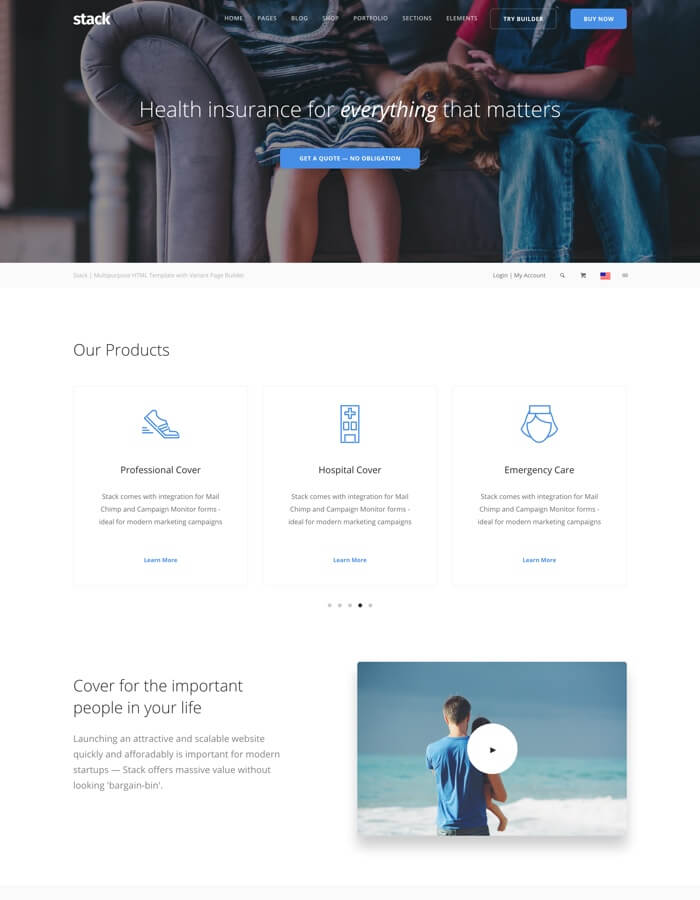 stack
HOME PAGES BLOG SHOP PORTFOLIO SECTIONS ELEMENTS TRY BUILDER BUY NOW
Health insurance for everything that matters
GET A QUOTE — NO OBLIGATION
Stack | Multipurpose HTML Template with Variant Page Builder
Login | My Account
Our Products
Professional Cover
Stack comes with integration for Mail
Chimp and Campaign Monitor forms -
ideal for modern marketing campaigns
Learn More
Hospital Cover
Stack comes with integration for Mail
Chimp and Campaign Monitor forms -
ideal for modern marketing campaigns
Learn More
Emergency Care
Stack comes with integration for Mail
Chimp and Campaign Monitor forms -
ideal for modern marketing campaigns
Learn More
Cover for the important
people in your life
Launching an attractive and scalable website
quickly and afforadably is important for modern
startups — Stack offers massive value without
looking 'bargain-bin'.